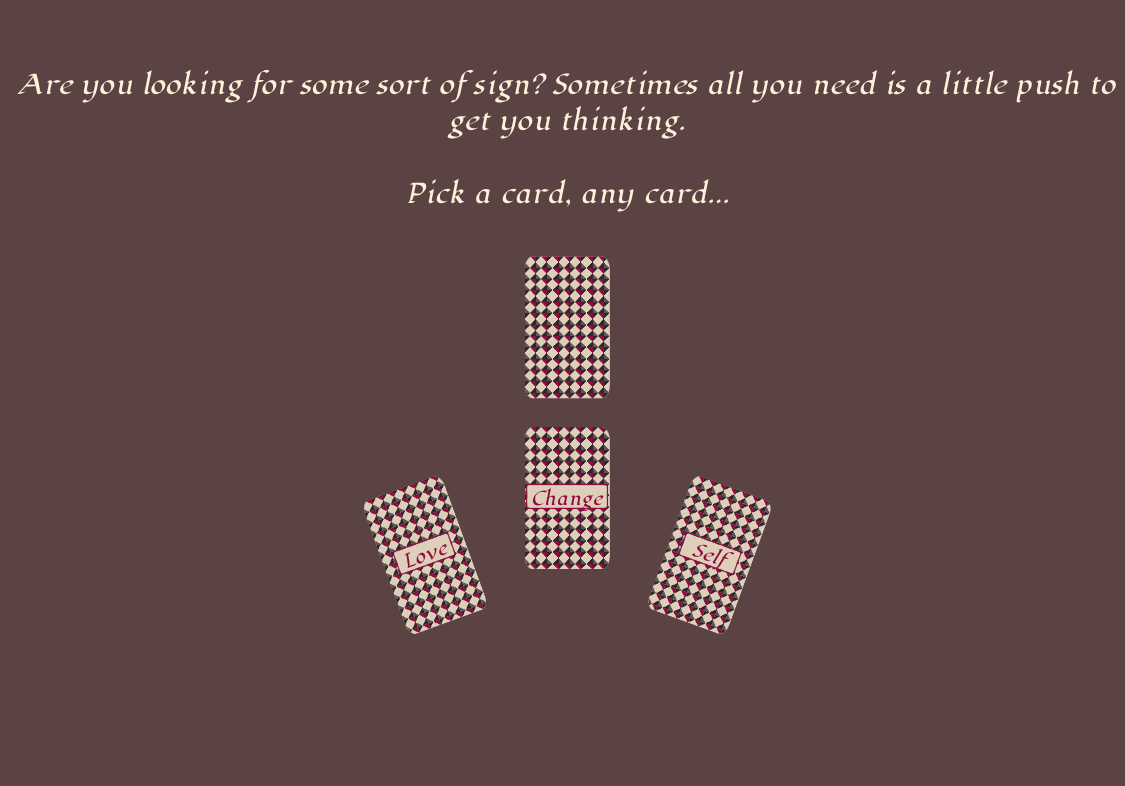 Are you looking for some sort of sign? Sometimes all you need is a little push to
get you thinking.
Pick a card, any card...
Change
Love
Self